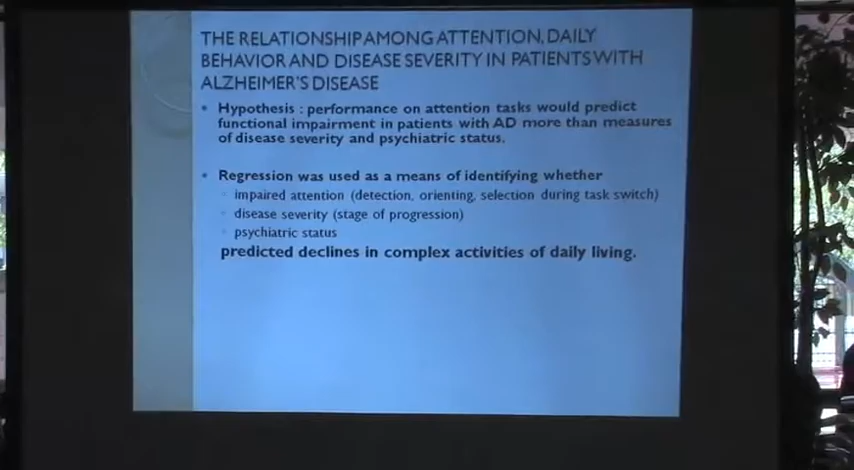 THE RELATIONSHIP AMONG ATTENTION, DAILY
BEHAVIOR AND DISEASE SEVERITY IN PATIENTS WITH
ALZHEIMER'S DISEASE
• Hypothesis : performance on attention tasks would predict
functional impairment in patients with AD more than measures
of disease severity and psychiatric status.
• Regression was used as a means of identifying whether
impaired attention (detection, orienting, selection during task switch)
disease severity (stage of progression)
psychiatric status
predicted declines in complex activities of daily living.